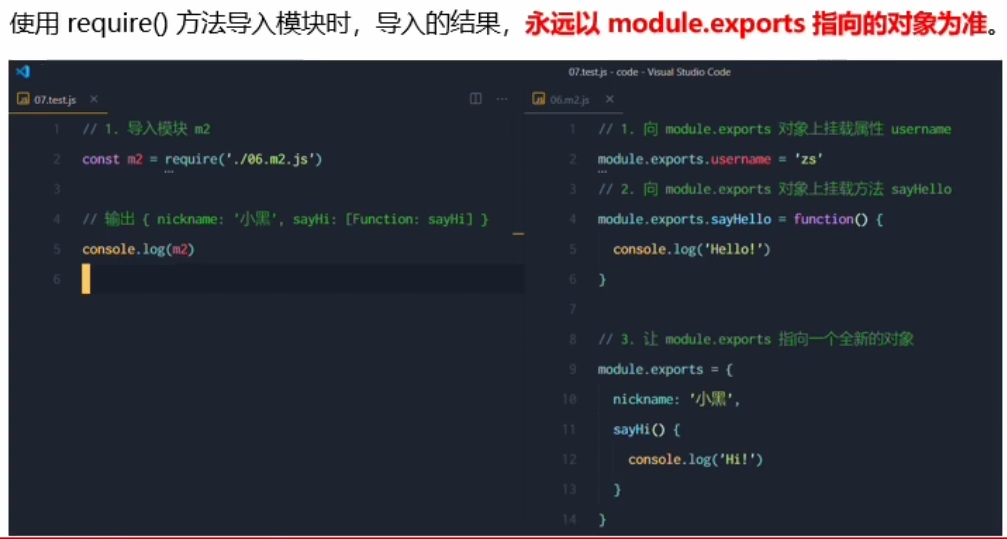 使用 require() 方法导入模块时，导入的结果，永远以 module.exports 指向的对象为准。
07.test.js - code - Visual Studio Code
07.test.js ×
1 // 1. 导入模块 m2
2 const m2 = require('./06.m2.js')
3
4 // 输出 { nickname: '小黑', sayHi: [Function: sayHi] }
5 console.log(m2)
6
06.m2.js ×
1 // 1. 向 module.exports 对象上挂载属性 username
2 module.exports.username = 'zs'
3 // 2. 向 module.exports 对象上挂载方法 sayHello
4 module.exports.sayHello = function() {
5 console.log('Hello!')
6 }
7
8 // 3. 让 module.exports 指向一个全新的对象
9 module.exports = {
10 nickname: '小黑',
11 sayHi() {
12 console.log('Hi!')
13 }
14 }